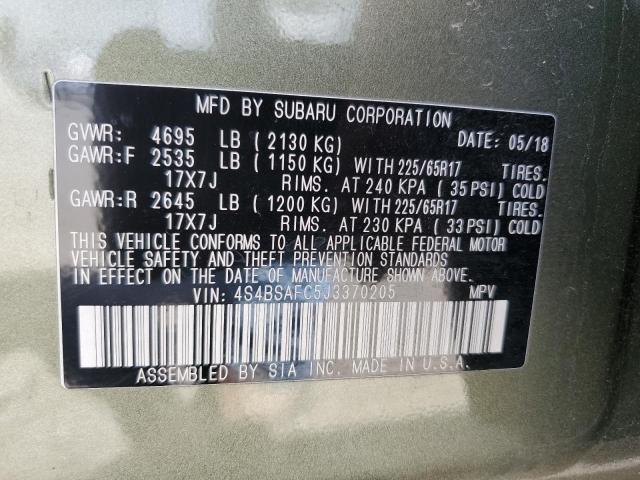 MFD BY SUBARU CORPORATION
GVWR: 4695 LB ( 2130 KG) DATE: 05/18
GAWR:F 2535 LB ( 1150 KG) WITH 225/65R17 TIRES.
17X7J RIMS. AT 240 KPA ( 35 PSI) COLD
GAWR:R 2645 LB ( 1200 KG) WITH 225/65R17 TIRES.
17X7J RIMS. AT 230 KPA ( 33 PSI) COLD
THIS VEHICLE CONFORMS TO ALL APPLICABLE FEDERAL MOTOR
VEHICLE SAFETY AND THEFT PREVENTION STANDARDS
IN EFFECT ON THE DATE OF MANUFACTURE SHOWN ABOVE.
VIN: 4S4BSAFC5J3370205 MPV
ASSEMBLED BY SIA INC. MADE IN U.S.A.